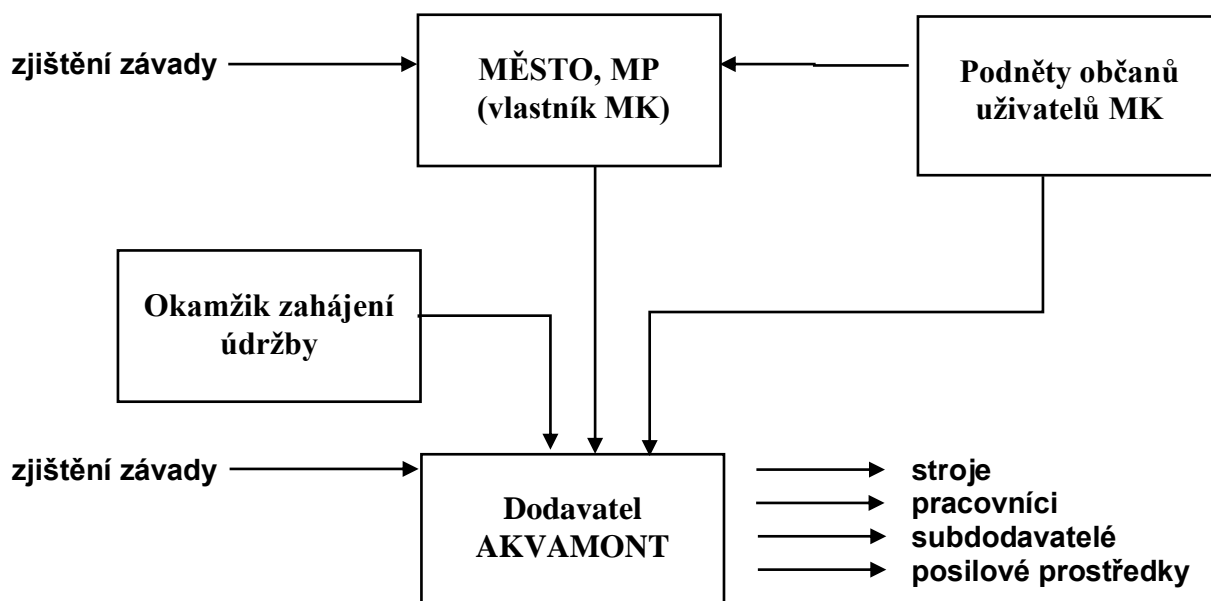 zjištění závady
MĚSTO, MP
(vlastník MK)
Podněty občanů
uživatelů MK
Okamžik zahájení
údržby
zjištění závady
Dodavatel
AKVAMONT
stroje
pracovníci
subdodavatelé
posilové prostředky